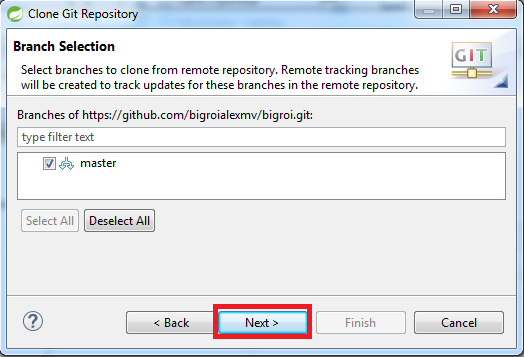 Clone Git Repository
Branch Selection
Select branches to clone from remote repository. Remote tracking branches
will be created to track updates for these branches in the remote repository.
GIT
Branches of https://github.com/bigroialexmv/bigroi.git:
type filter text
master
Select All Deselect All
? < Back Next > Finish Cancel